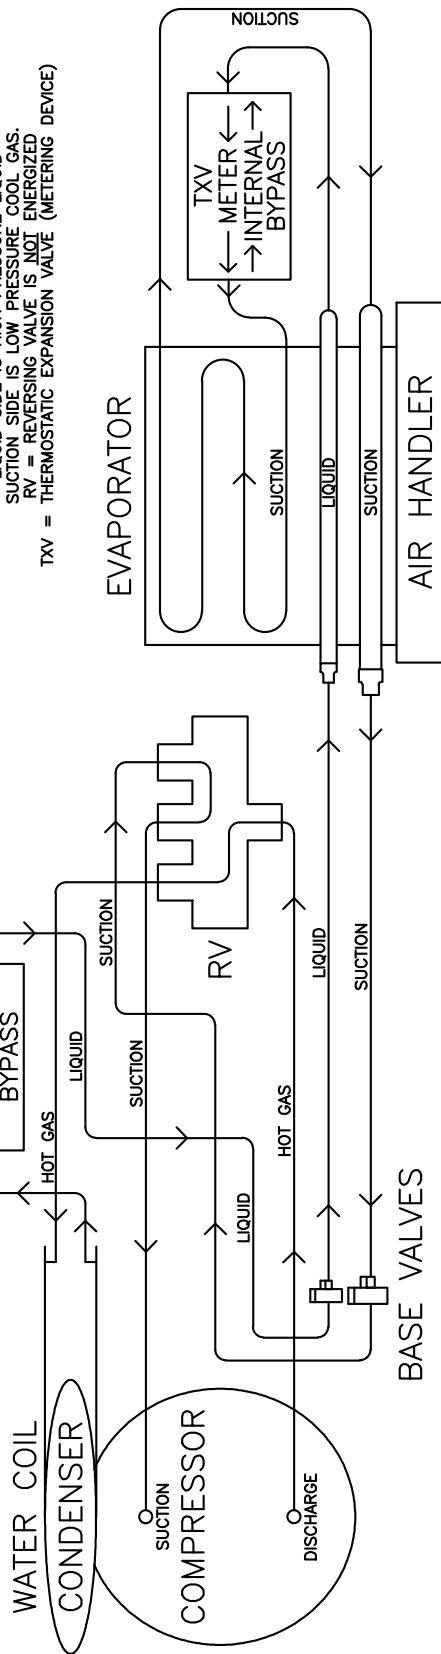 SUCTION SIDE IS LOW PRESSURE COOL GAS.
RV = REVERSING VALVE IS NOT ENERGIZED
TXV = THERMOSTATIC EXPANSION VALVE (METERING DEVICE)
WATER COIL
CONDENSER
HOT GAS
BYPASS
LIQUID
SUCTION
SUCTION
SUCTION
COMPRESSOR
DISCHARGE
LIQUID
HOT GAS
RV
LIQUID
SUCTION
BASE VALVES
EVAPORATOR
SUCTION
LIQUID
SUCTION
AIR HANDLER
TXV
METER
INTERNAL
BYPASS
SUCTION